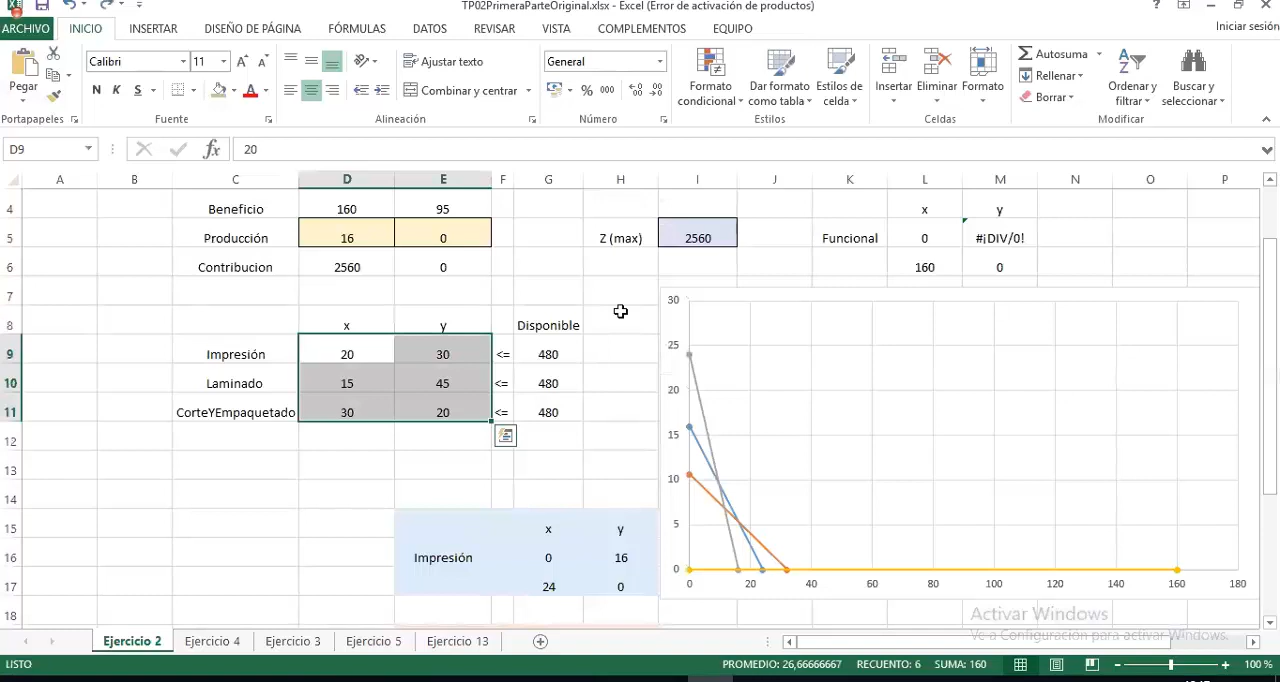 TP02PrimeraParteOriginal.xlsx - Excel (Error de activación de productos)
ARCHIVO INICIO INSERTAR DISEÑO DE PÁGINA FÓRMULAS DATOS REVISAR VISTA COMPLEMENTOS EQUIPO Iniciar sesión
Pegar Calibri 11 Ajustar texto General Formato condicional Dar formato como tabla Estilos de celda Insertar Eliminar Formato Autosuma Rellenar Borrar Ordenar y filtrar Buscar y seleccionar
N K S Combinar y centrar % 000
Portapapeles Fuente Alineación Número Estilos Celdas Modificar
D9 fx 20
A B C D E F G H I J K L M N O P
4 Beneficio 160 95 x y
5 Producción 16 0 Z (max) 2560 Funcional 0 #¡DIV/0!
6 Contribucion 2560 0 160 0
7
8 x y Disponible
9 Impresión 20 30 <= 480
10 Laminado 15 45 <= 480
11 CorteYEmpaquetado 30 20 <= 480
12
13
14
15 x y
16 Impresión 0 16
17 24 0
18
30
25
20
15
10
5
0
0 20 40 60 80 100 120 140 160 180
Activar Windows
Ve a Configuración para activar Windows.
Ejercicio 2 Ejercicio 4 Ejercicio 3 Ejercicio 5 Ejercicio 13
LISTO PROMEDIO: 26,66666667 RECUENTO: 6 SUMA: 160 100 %